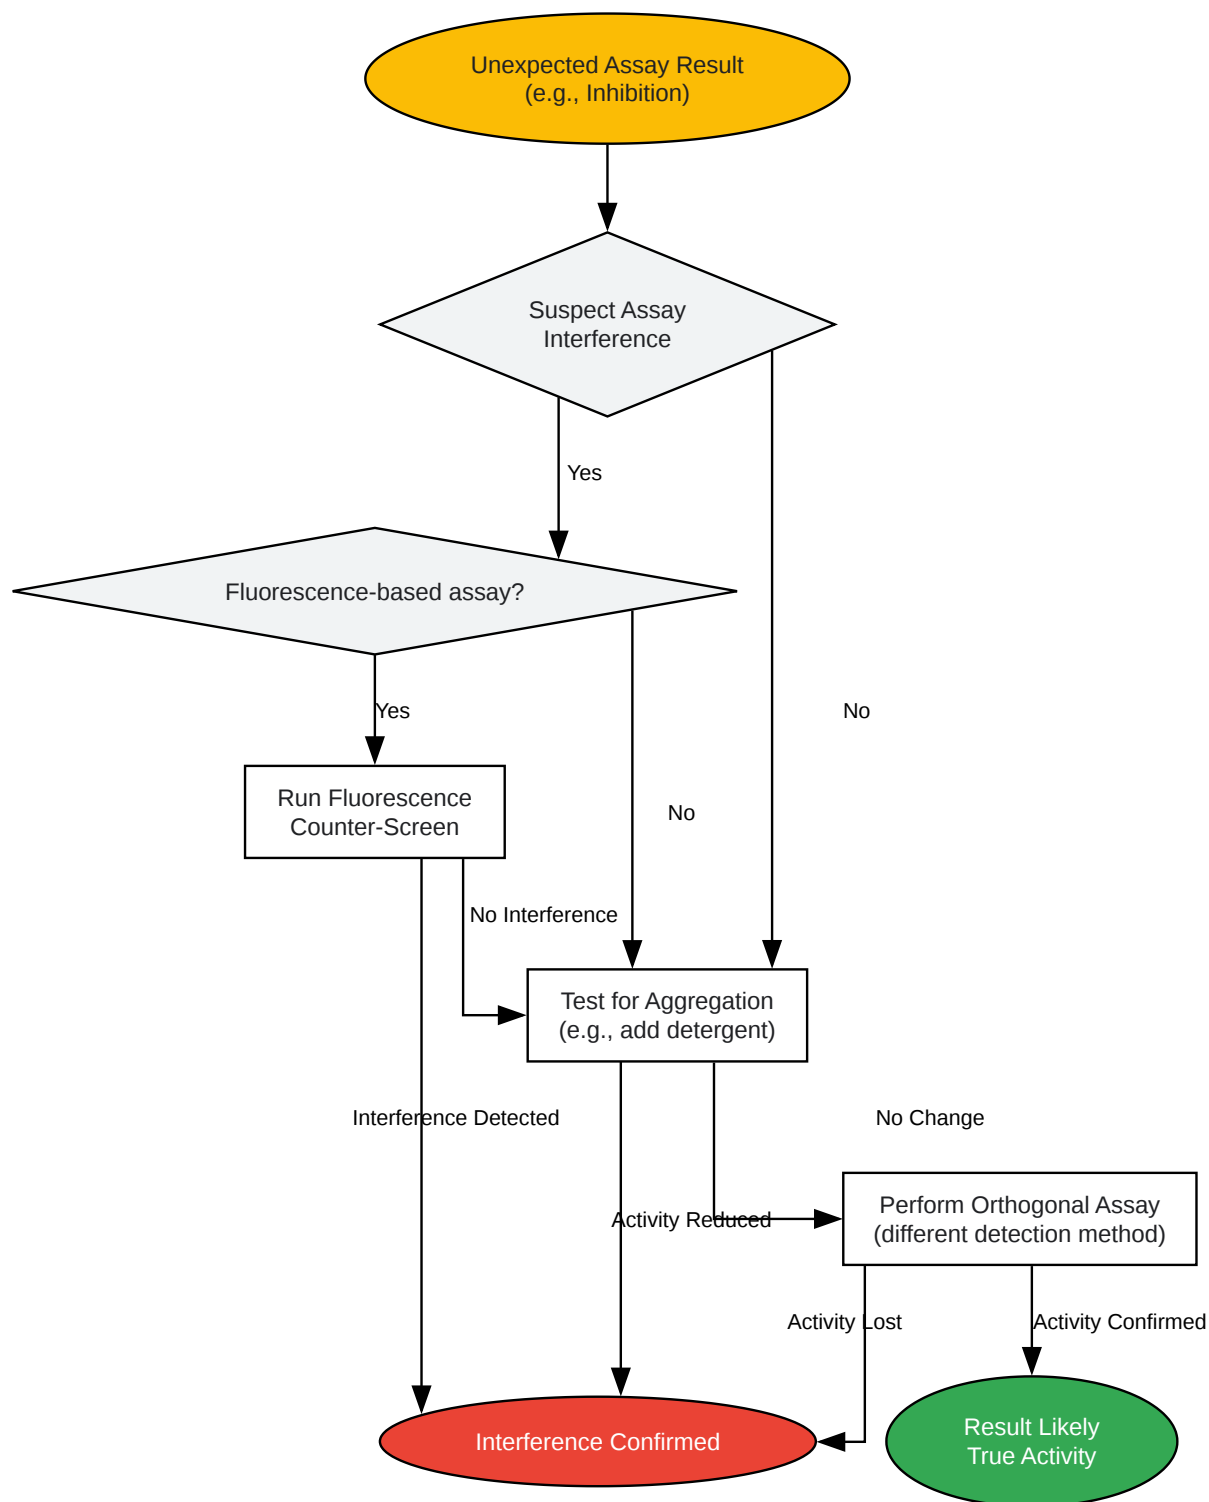 Unexpected Assay Result
(e.g., Inhibition)
Suspect Assay
Interference
Yes
Fluorescence-based assay?
Yes
No
Run Fluorescence
Counter-Screen
No
No Interference
Test for Aggregation
(e.g., add detergent)
Interference Detected
No Change
Activity Reduced
Perform Orthogonal Assay
(different detection method)
Activity Lost
Activity Confirmed
Interference Confirmed
Result Likely
True Activity